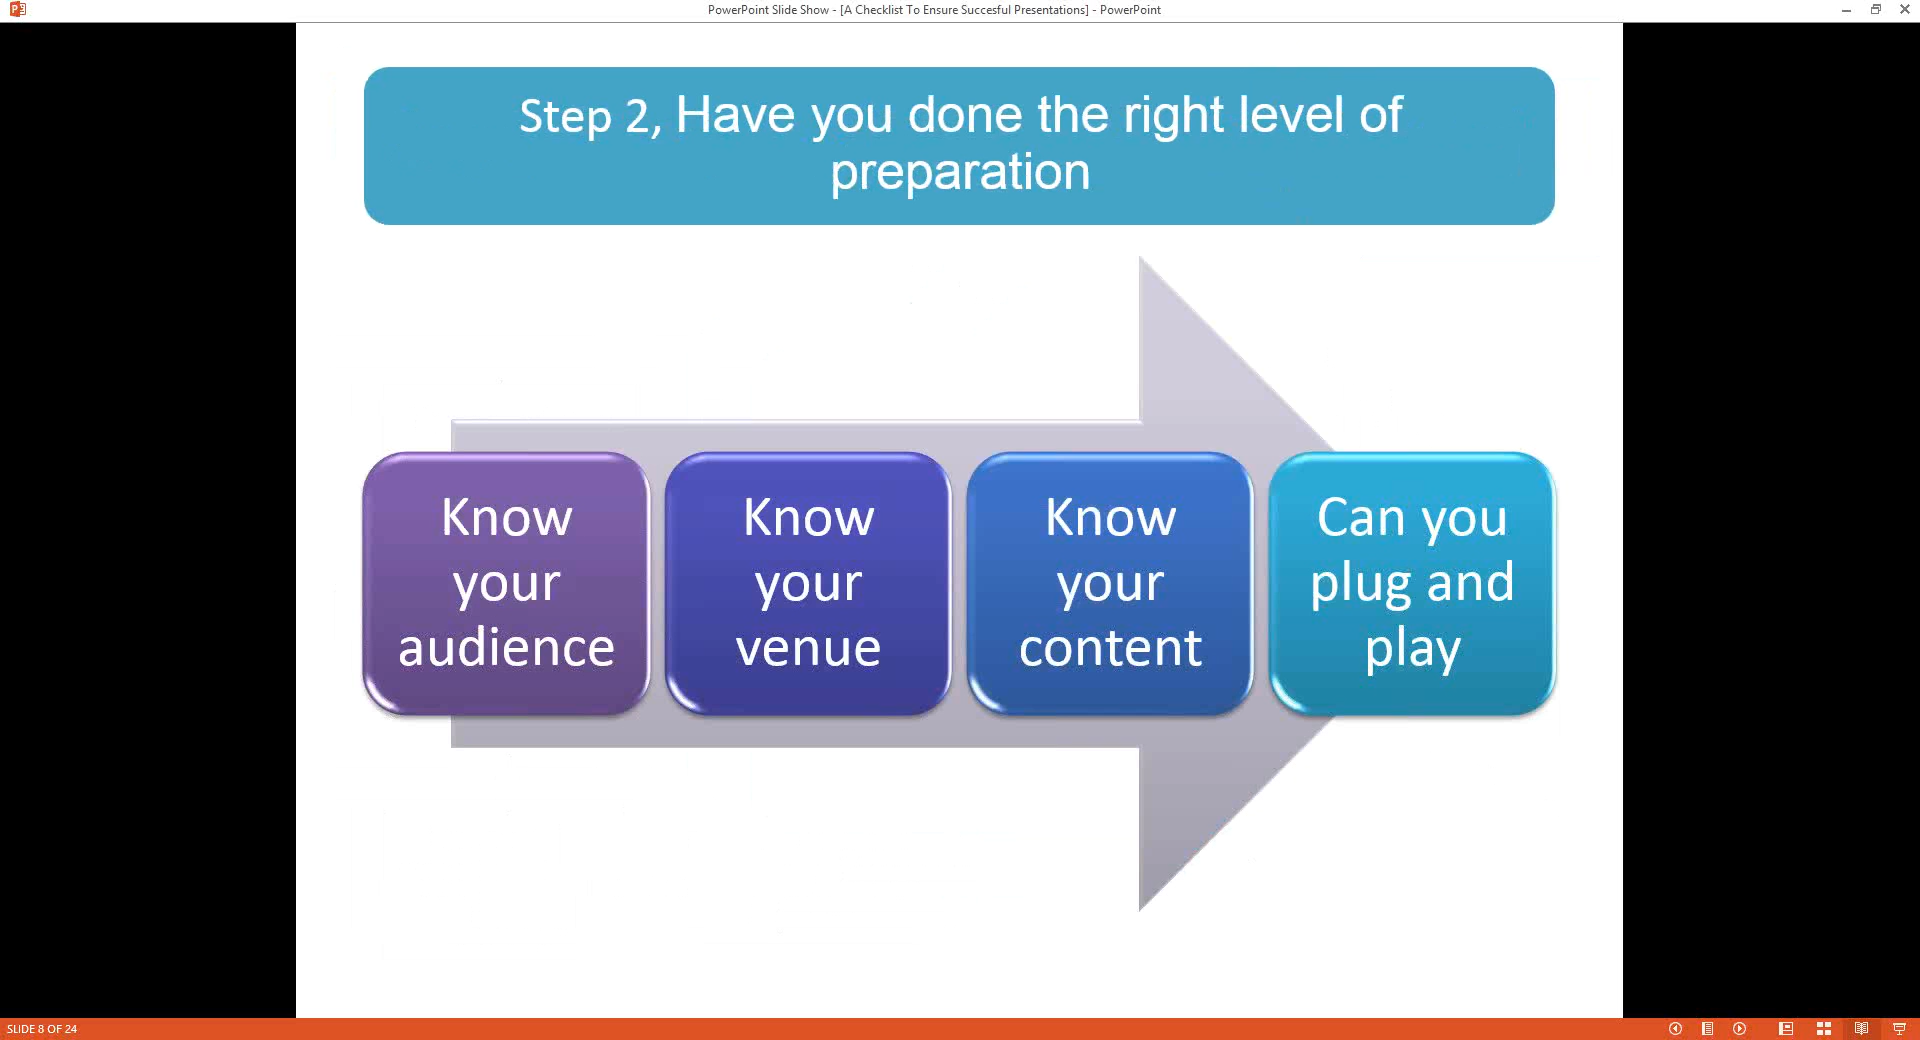 PowerPoint Slide Show - [A Checklist To Ensure Succesful Presentations] - PowerPoint
Step 2, Have you done the right level of
preparation
Know
your
audience
Know
your
venue
Know
your
content
Can you
plug and
play
SLIDE 8 OF 24